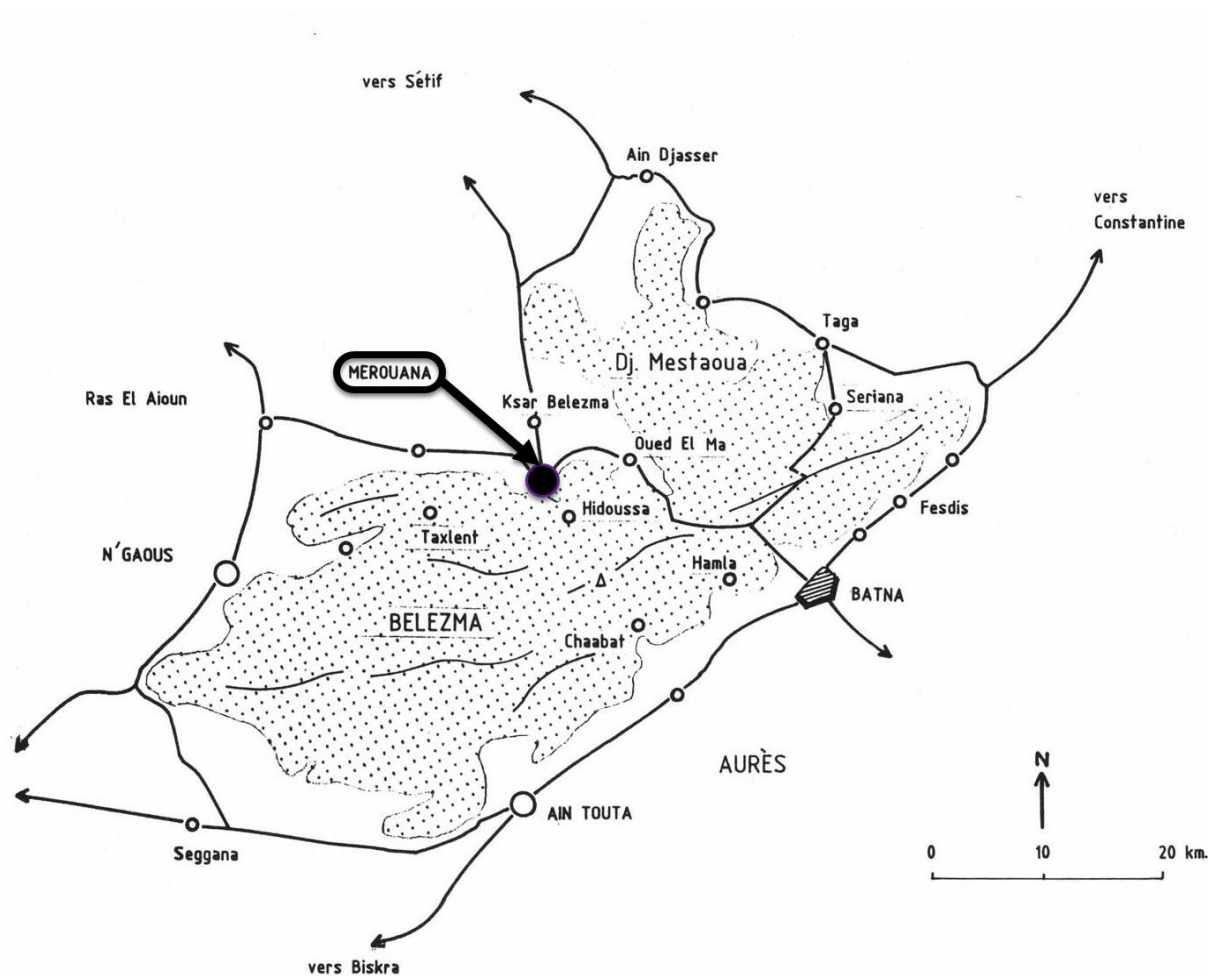 vers Sétif
Ain Djasser
vers
Constantine
Taga
Dj. Mestaoua
MEROUANA
Ras El Aioun
Ksar Belezma
Seriana
Oued El Ma
Hidoussa
Fesdis
Taxlent
N'GAOUS
Hamla
BATNA
BELEZMA
Chaabat
AURÈS
N
AIN TOUTA
Seggana
0 10 20 km.
vers Biskra